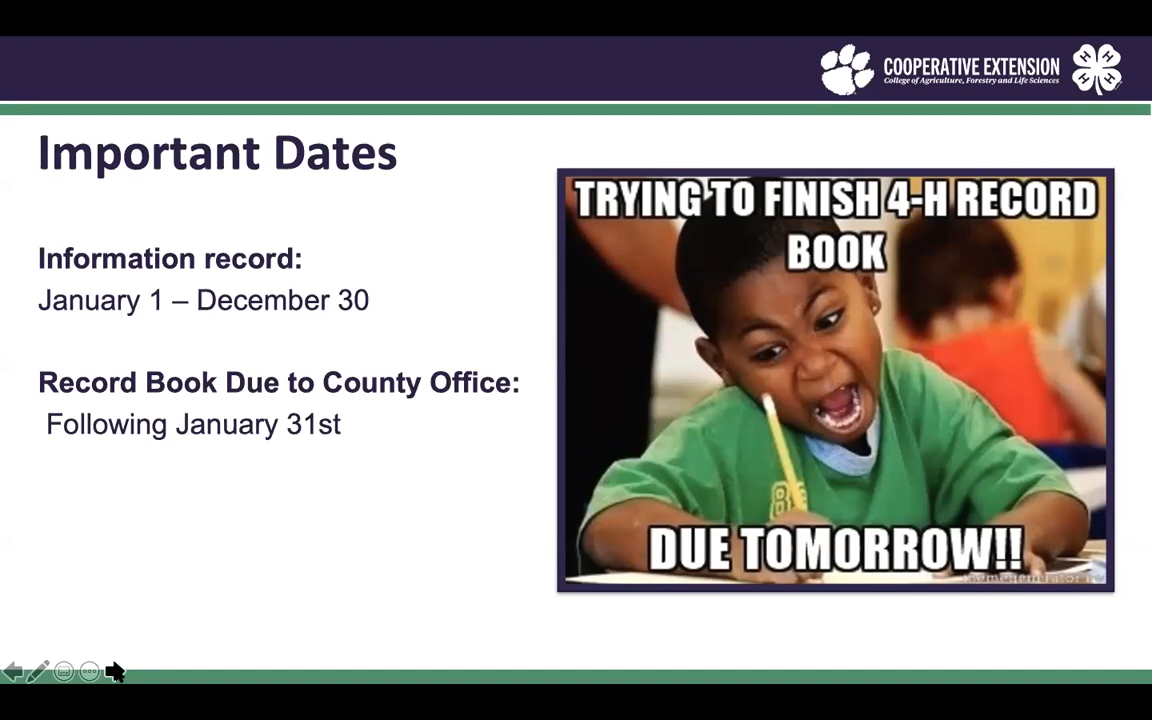 COOPERATIVE EXTENSION
College of Agriculture, Forestry and Life Sciences
H H
H H
Important Dates
Information record:
January 1 – December 30
Record Book Due to County Office:
Following January 31st
TRYING TO FINISH 4-H RECORD
BOOK
8
DUE TOMORROW!!